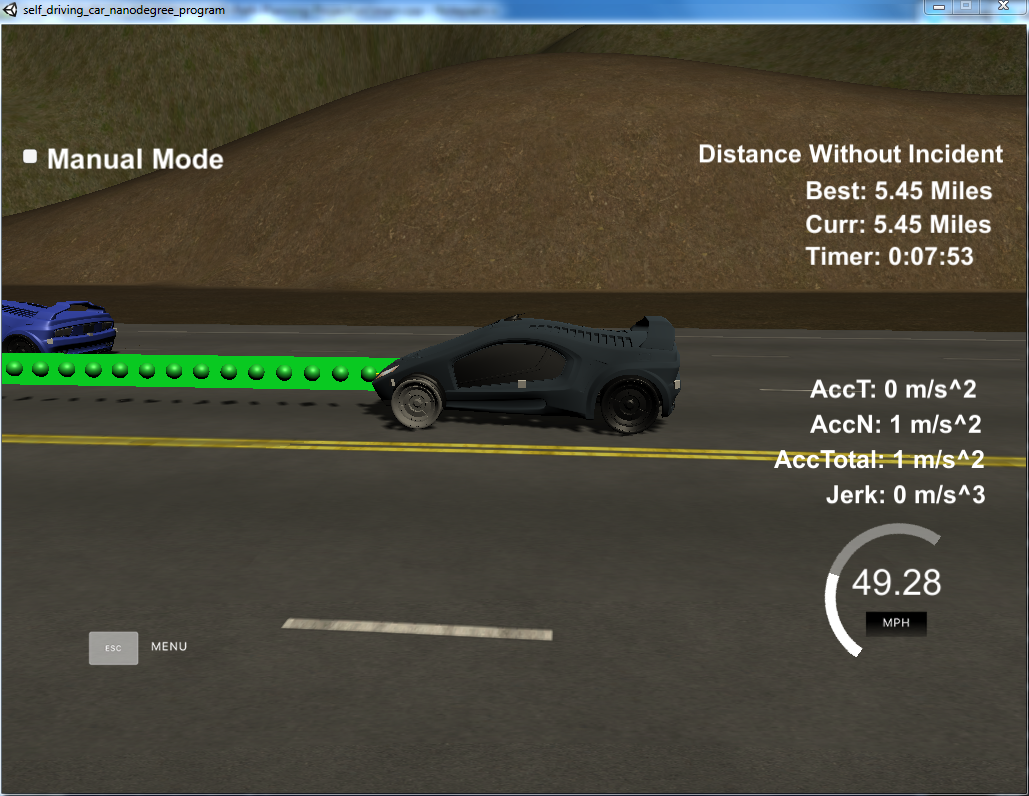 self_driving_car_nanodegree_program
Manual Mode
Distance Without Incident
Best: 5.45 Miles
Curr: 5.45 Miles
Timer: 0:07:53
AccT: 0 m/s^2
AccN: 1 m/s^2
AccTotal: 1 m/s^2
Jerk: 0 m/s^3
49.28
MPH
ESC MENU